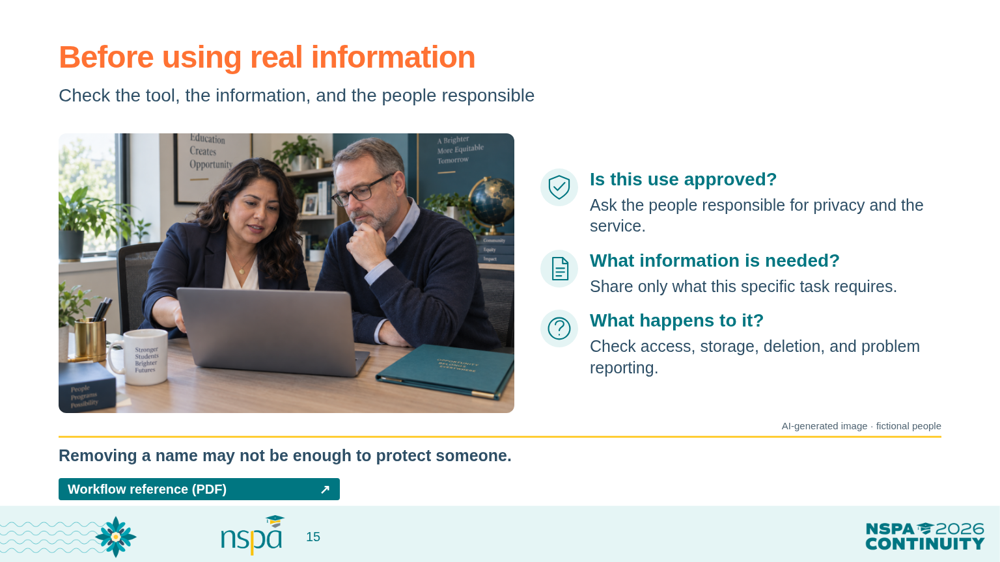 Before using real information
Check the tool, the information, and the people responsible
Education
Creates
Opportunity
A Brighter
More Equitable
Tomorrow
Community
Equity
Impact
Stronger
Students
Brighter
Futures
OPPORTUNITY
BELONGS
EVERYWHERE
People
Programs
Possibility
Is this use approved?
Ask the people responsible for privacy and the
service.
What information is needed?
Share only what this specific task requires.
What happens to it?
Check access, storage, deletion, and problem
reporting.
AI-generated image · fictional people
Removing a name may not be enough to protect someone.
Workflow reference (PDF) ↗
nspa
15
NSPA 2026
CONTINUITY